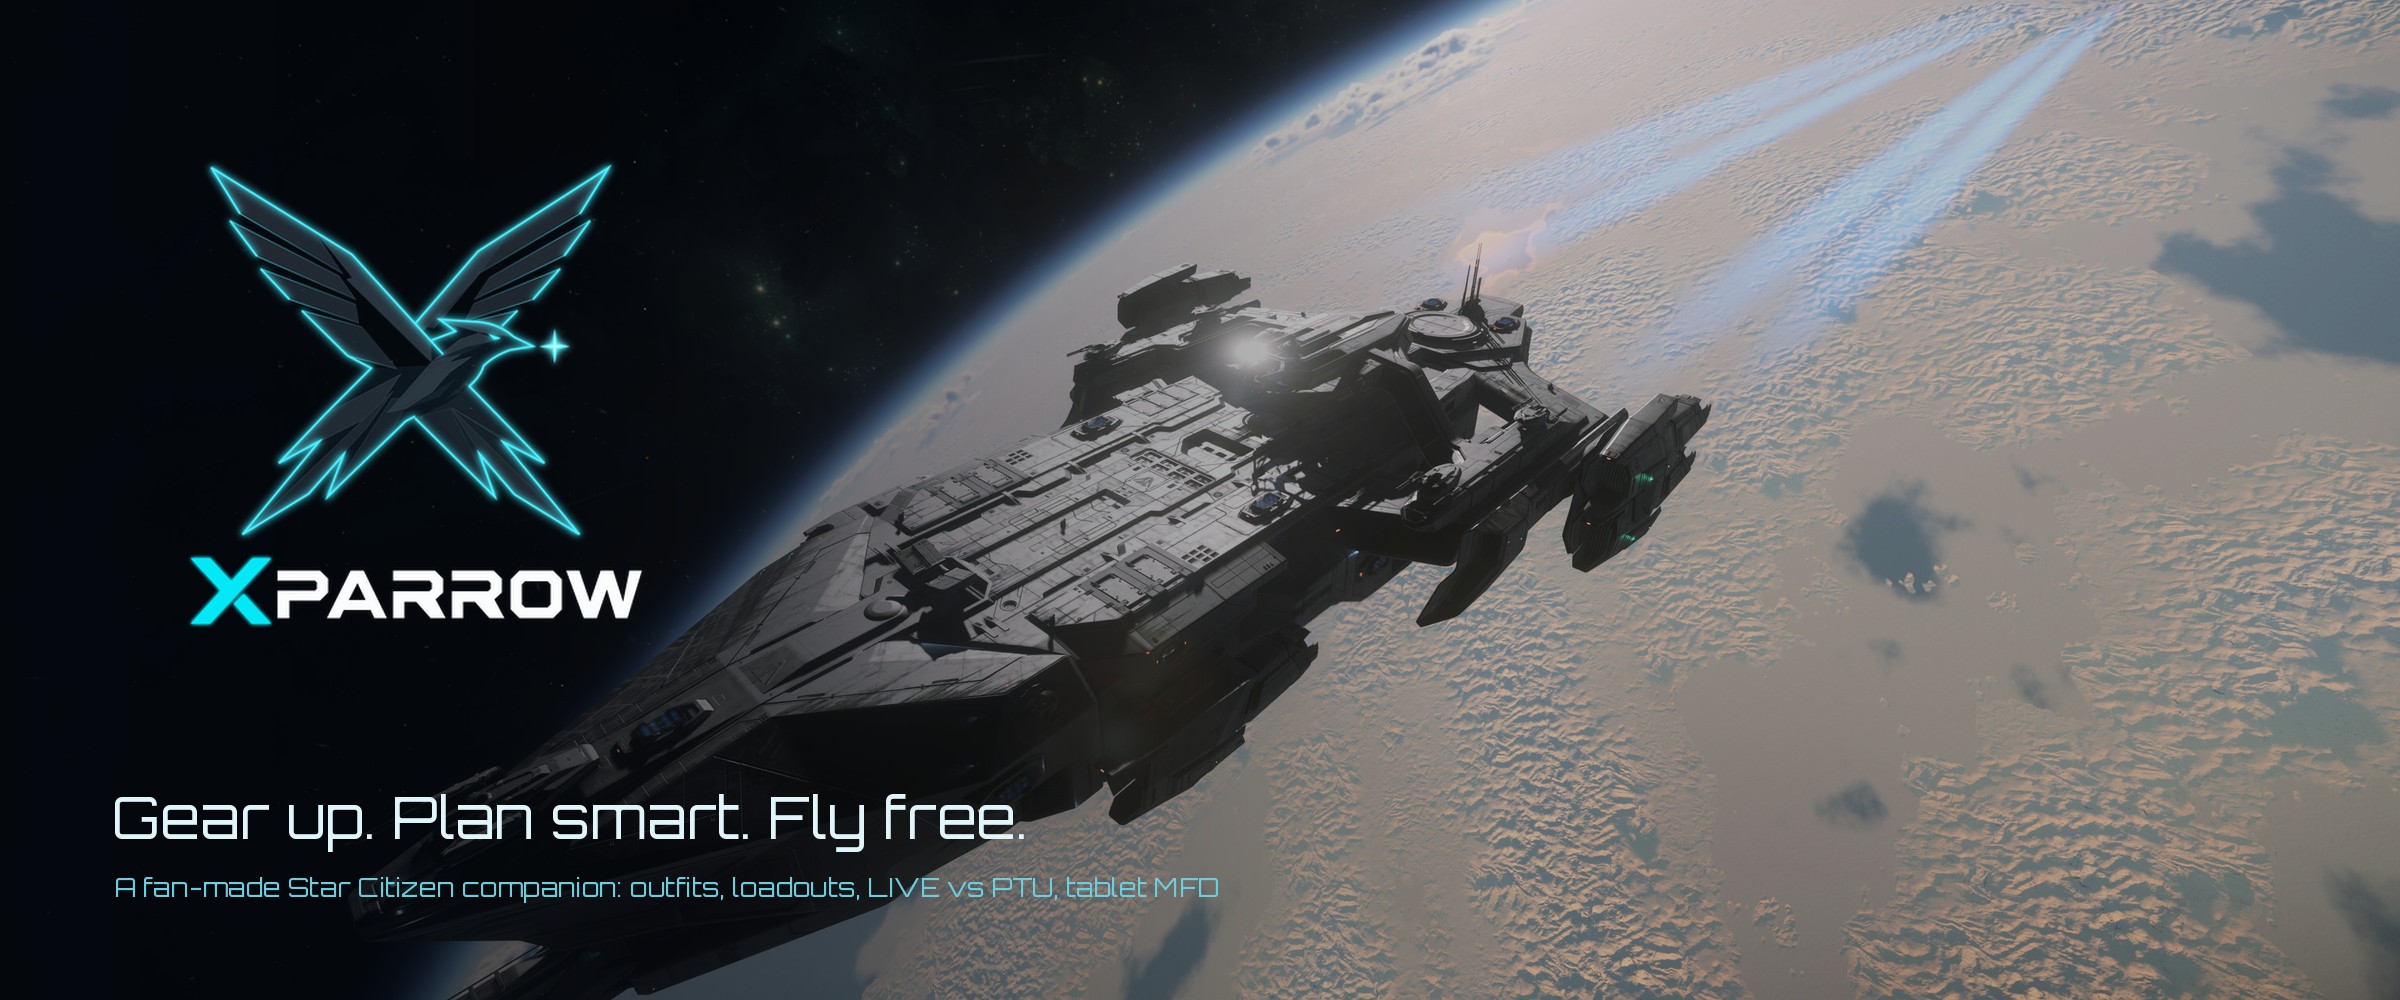 XPARROW
Gear up. Plan smart. Fly free.
A fan-made Star Citizen companion: outfits, loadouts, LIVE vs PTU, tablet MFD